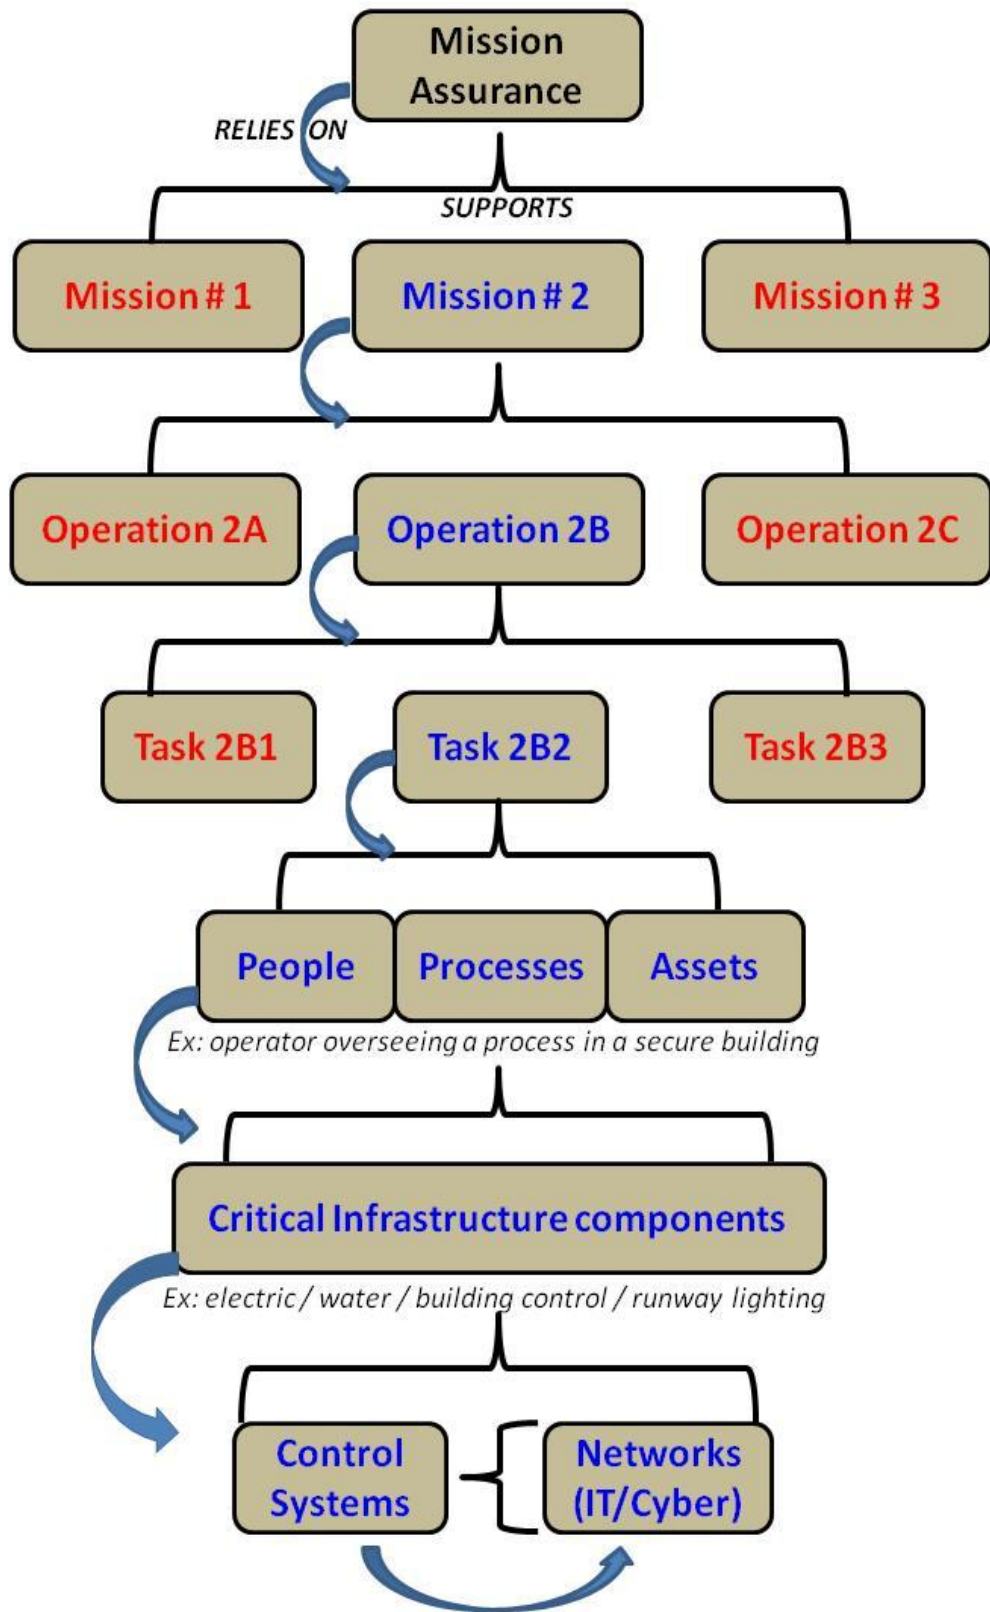 Mission
Assurance
RELIES ON
SUPPORTS
Mission # 1
Mission # 2
Mission # 3
Operation 2A
Operation 2B
Operation 2C
Task 2B1
Task 2B2
Task 2B3
People
Processes
Assets
Ex: operator overseeing a process in a secure building
Critical Infrastructure components
Ex: electric / water / building control / runway lighting
Control
Systems
Networks
(IT/Cyber)